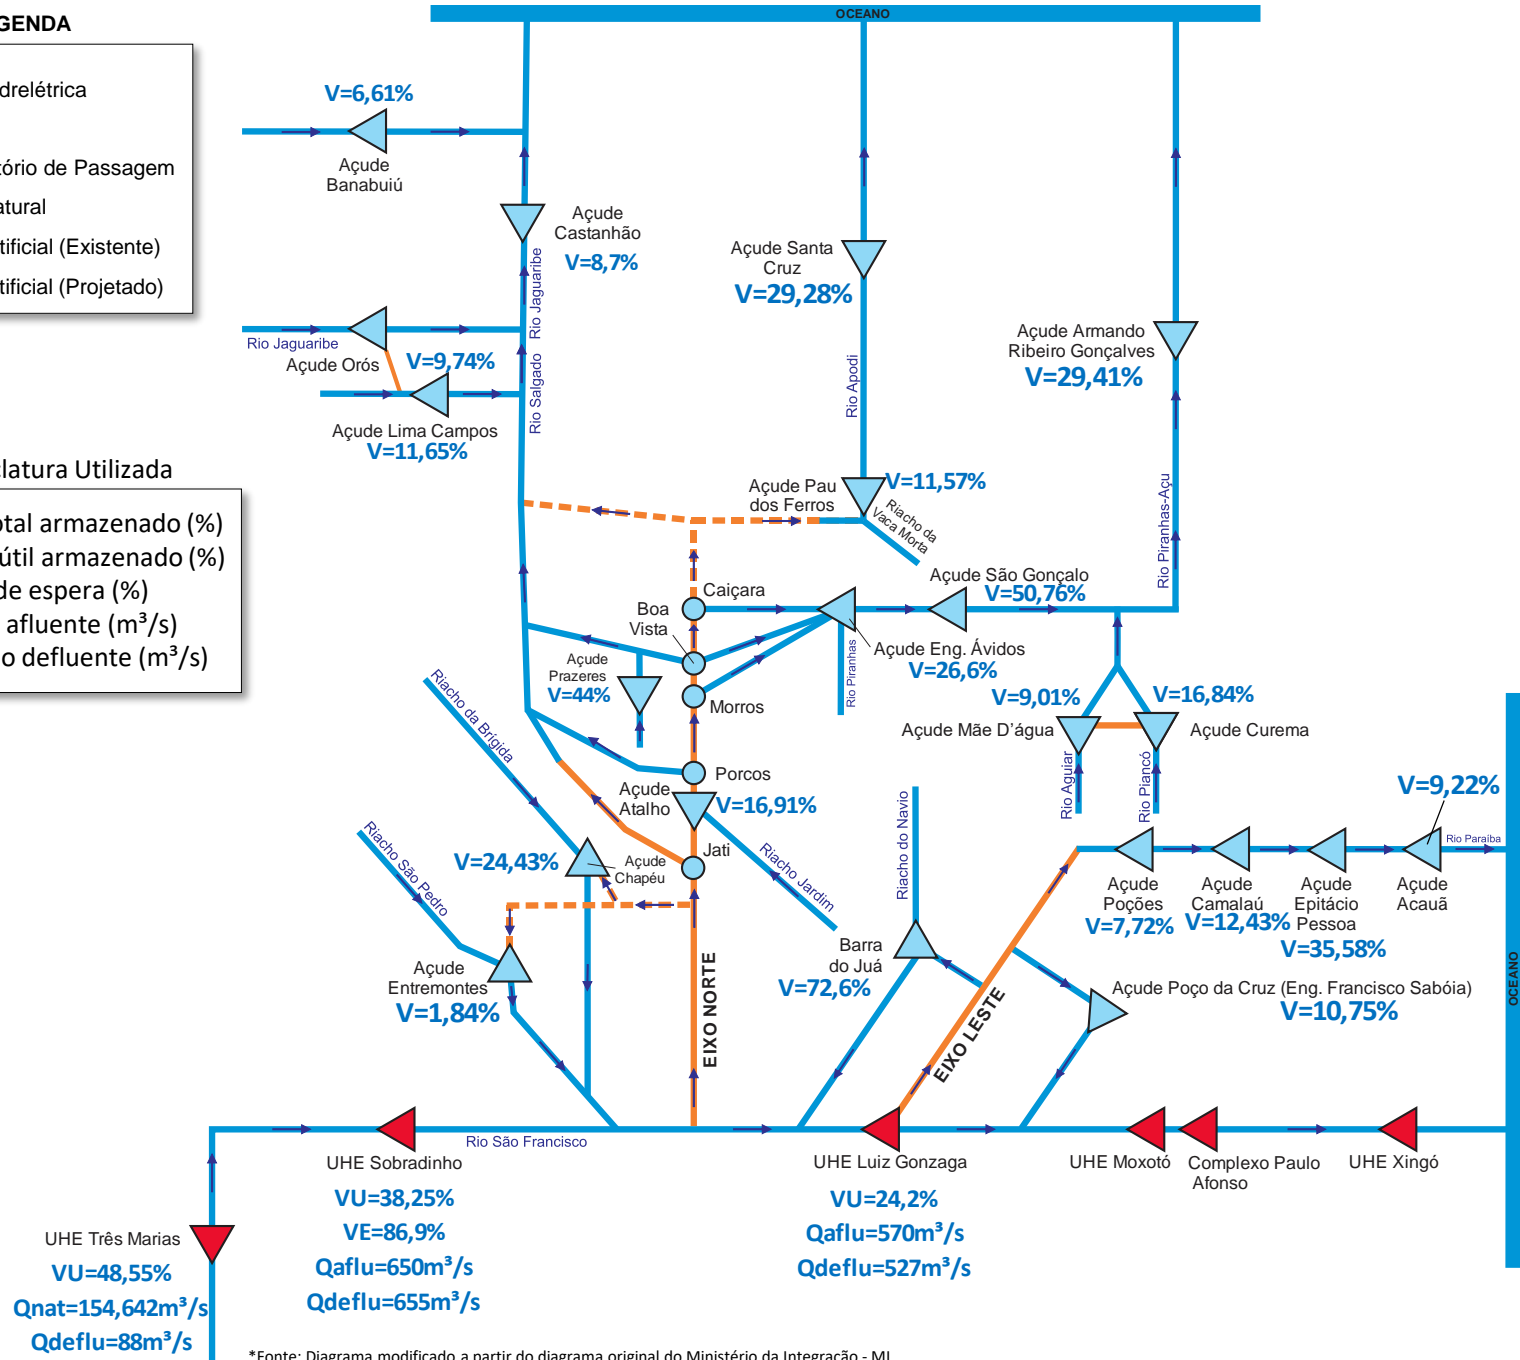 OCEANO
GENDA
drelétrica
tório de Passagem
atural
tificial (Existente)
tificial (Projetado)
V=6,61%
Açude
Banabuiú
Açude
Castanhão
V=8,7%
Rio Jaguaribe
Açude Santa
Cruz
V=29,28%
Açude Armando
Ribeiro Gonçalves
V=29,41%
Rio Jaguaribe
Açude Orós
V=9,74%
Rio Salgado
Rio Apodi
Açude Lima Campos
V=11,65%
clatura Utilizada
otal armazenado (%)
útil armazenado (%)
de espera (%)
afluente (m³/s)
o defluente (m³/s)
Açude Pau
dos Ferros
V=11,57%
Riacho da
Vaca Morta
Rio Piranhas-Açu
Açude São Gonçalo
V=50,76%
Caiçara
Boa
Vista
Açude Eng. Ávidos
V=26,6%
Rio Piranhas
Açude
Prazeres
V=44%
Morros
V=9,01%
V=16,84%
Açude Mãe D'água
Açude Curema
Rio Aguiar
Rio Piancó
Riacho da Brígida
Porcos
Açude
Atalho
V=16,91%
V=9,22%
Riacho São Pedro
V=24,43%
Açude
Chapéu
Jati
Riacho Jardim
Riacho do Navio
Rio Paraíba
Açude
Poções
V=7,72%
Açude
Camalaú
V=12,43%
Açude
Epitácio
Pessoa
V=35,58%
Açude
Acauã
Açude
Entremontes
V=1,84%
EIXO NORTE
Barra
do Juá
V=72,6%
EIXO LESTE
Açude Poço da Cruz (Eng. Francisco Sabóia)
V=10,75%
OCEANO
Rio São Francisco
UHE Sobradinho
VU=38,25%
VE=86,9%
Qaflu=650m³/s
Qdeflu=655m³/s
UHE Luiz Gonzaga
VU=24,2%
Qaflu=570m³/s
Qdeflu=527m³/s
UHE Moxotó
Complexo Paulo
Afonso
UHE Xingó
UHE Três Marias
VU=48,55%
Qnat=154,642m³/s
Qdeflu=88m³/s
*Fonte: Diagrama modificado a partir do diagrama original do Ministério da Integração - MI